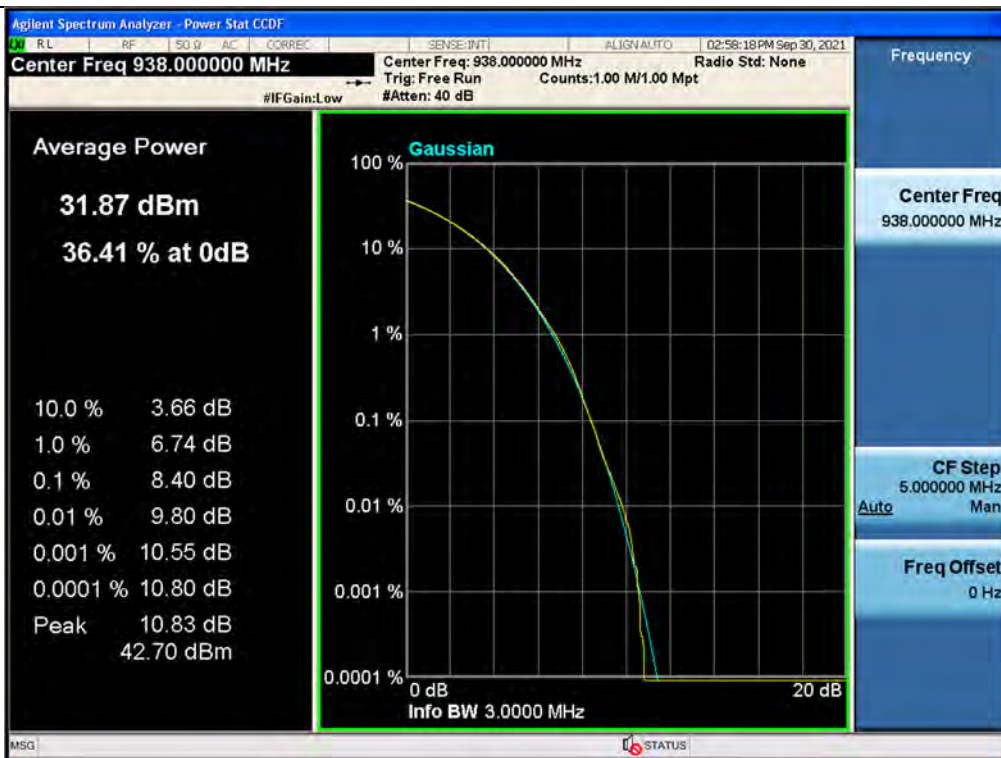 Agilent Spectrum Analyzer - Power Stat CCDF
LXI RL RF 50 Ω AC CORREC SENSE:INT ALIGN AUTO 02:58:18 PM Sep 30, 2021
Center Freq 938.000000 MHz
Center Freq: 938.000000 MHz Radio Std: None
Trig: Free Run Counts:1.00 M/1.00 Mpt
#IFGain:Low #Atten: 40 dB
Average Power
31.87 dBm
36.41 % at 0dB
10.0 % 3.66 dB
1.0 % 6.74 dB
0.1 % 8.40 dB
0.01 % 9.80 dB
0.001 % 10.55 dB
0.0001 % 10.80 dB
Peak 10.83 dB
42.70 dBm
Gaussian
100 %
10 %
1 %
0.1 %
0.01 %
0.001 %
0.0001 %
0 dB 20 dB
Info BW 3.0000 MHz
Frequency
Center Freq
938.000000 MHz
CF Step
5.000000 MHz
Auto Man
Freq Offset
0 Hz
MSG STATUS